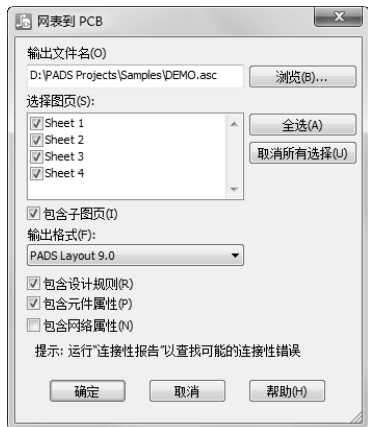 网表到 PCB
输出文件名(O)
D:\PADS Projects\Samples\DEMO.asc
浏览(B)...
选择图页(S):
Sheet 1
Sheet 2
Sheet 3
Sheet 4
全选(A)
取消所有选择(U)
包含子图页(I)
输出格式(F):
PADS Layout 9.0
包含设计规则(R)
包含元件属性(P)
包含网络属性(N)
提示: 运行"连接性报告"以查找可能的连接性错误
确定 取消 帮助(H)